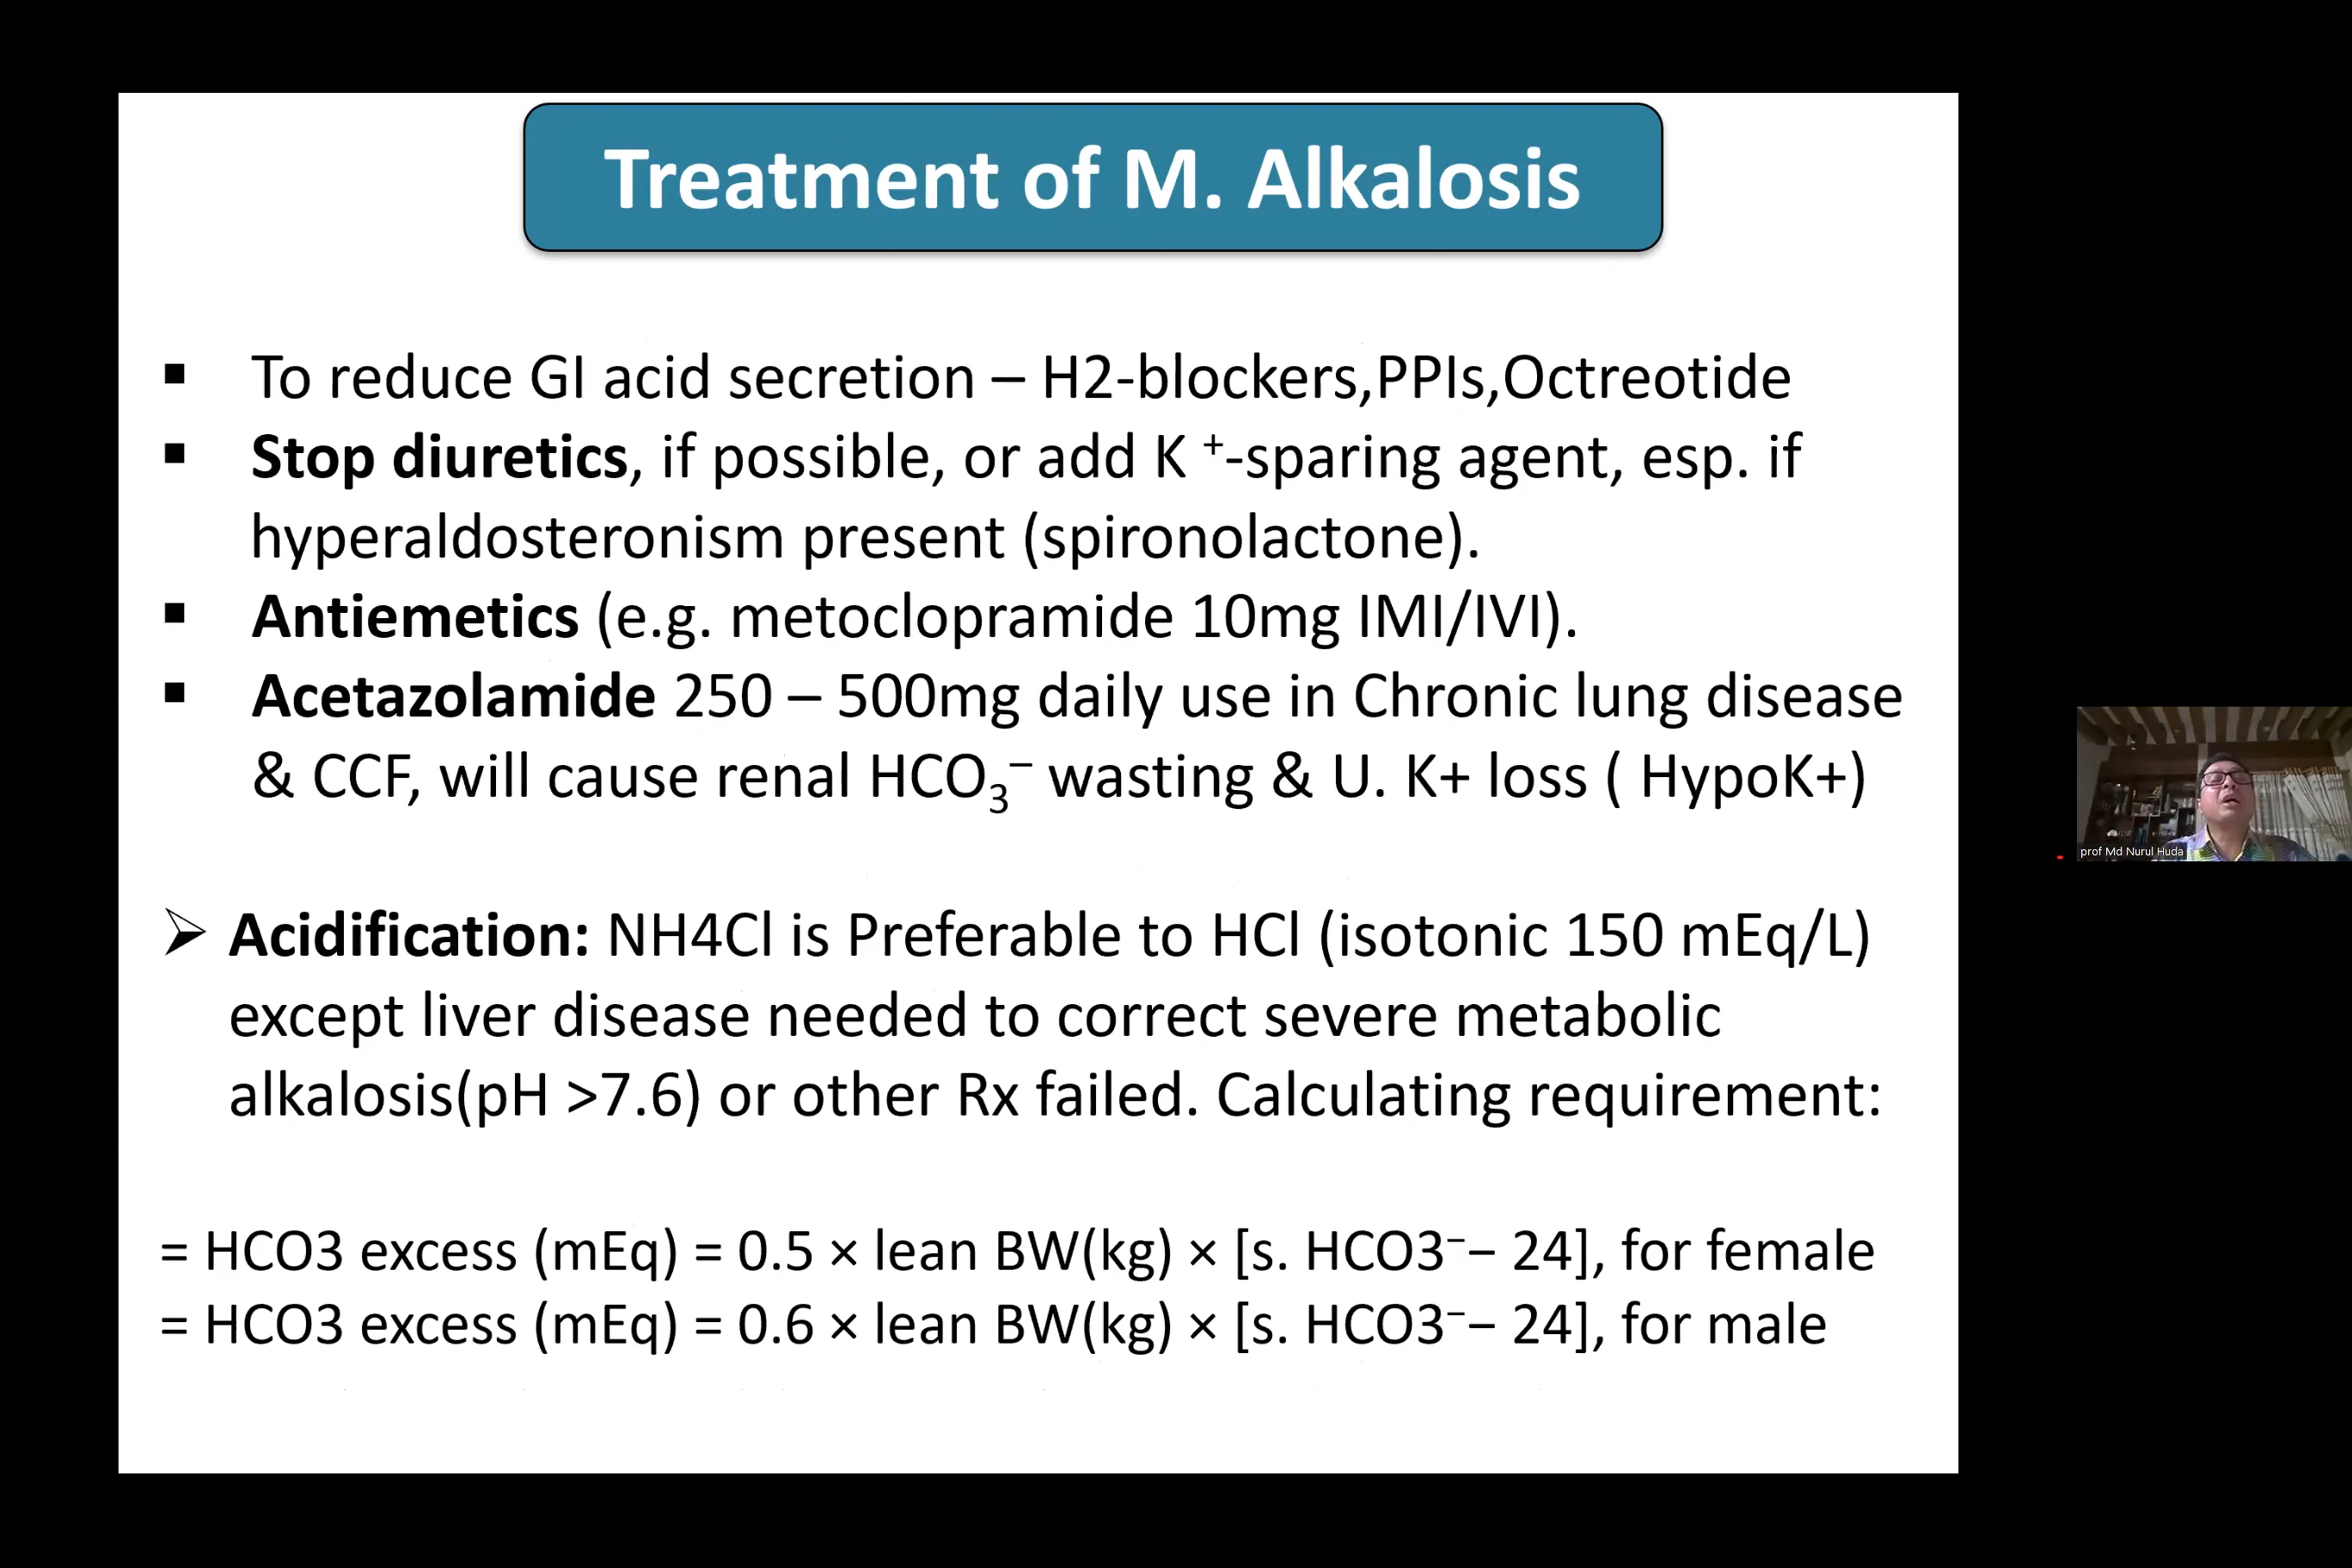 Treatment of M. Alkalosis
▪ To reduce GI acid secretion – H2-blockers,PPIs,Octreotide
▪ Stop diuretics, if possible, or add K ⁺-sparing agent, esp. if
hyperaldosteronism present (spironolactone).
▪ Antiemetics (e.g. metoclopramide 10mg IMI/IVI).
▪ Acetazolamide 250 – 500mg daily use in Chronic lung disease
& CCF, will cause renal HCO₃⁻ wasting & U. K+ loss ( HypoK+)
prof Md Nurul Huda
➢ Acidification: NH4Cl is Preferable to HCl (isotonic 150 mEq/L)
except liver disease needed to correct severe metabolic
alkalosis(pH >7.6) or other Rx failed. Calculating requirement:
= HCO3 excess (mEq) = 0.5 × lean BW(kg) × [s. HCO3⁻– 24], for female
= HCO3 excess (mEq) = 0.6 × lean BW(kg) × [s. HCO3⁻– 24], for male